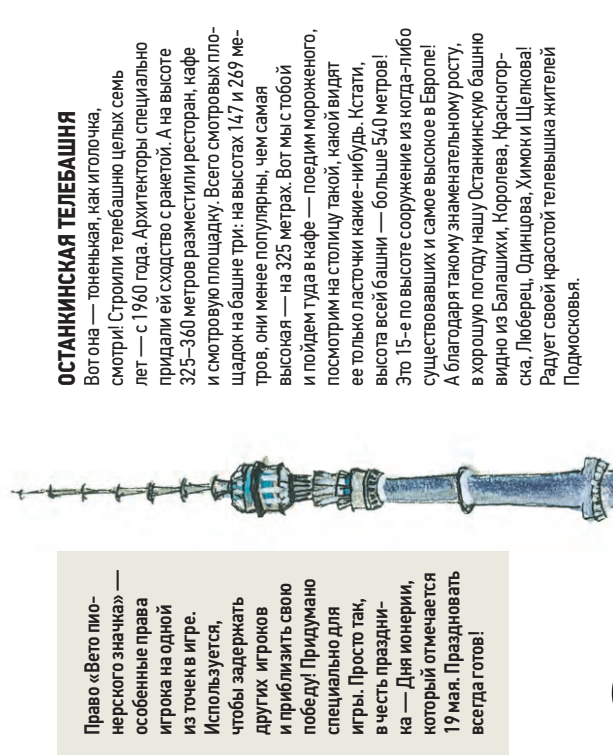 ОСТАНКИНСКАЯ ТЕЛЕБАШНЯ
Вот она — тоненькая, как иголочка,
смотри! Строили телебашню целых семь
лет — с 1960 года. Архитекторы специально
придали ей сходство с ракетой. А на высоте
325–360 метров разместили ресторан, кафе
и смотровую площадку. Всего смотровых пло-
щадок на башне три: на высотах 147 и 269 ме-
тров, они менее популярны, чем самая
высокая — на 325 метрах. Вот мы с тобой
и пойдем туда в кафе — поедим мороженого,
посмотрим на столицу такой, какой видят
ее только ласточки какие-нибудь. Кстати,
высота всей башни — больше 540 метров!
Это 15-е по высоте сооружение из когда-либо
существовавших и самое высокое в Европе!
А благодаря такому знаменательному росту,
в хорошую погоду нашу Останкинскую башню
видно из Балашихи, Королева, Красногор-
ска, Люберец, Одинцова, Химок и Щелкова!
Радует своей красотой телевышка жителей
Подмосковья.
Право «Вето пио-
нерского значка» —
особенные права
игрока на одной
из точек в игре.
Используется,
чтобы задержать
других игроков
и приблизить свою
победу! Придумано
специально для
игры. Просто так,
в честь праздни-
ка — Дня ионерии,
который отмечается
19 мая. Праздновать
всегда готов!